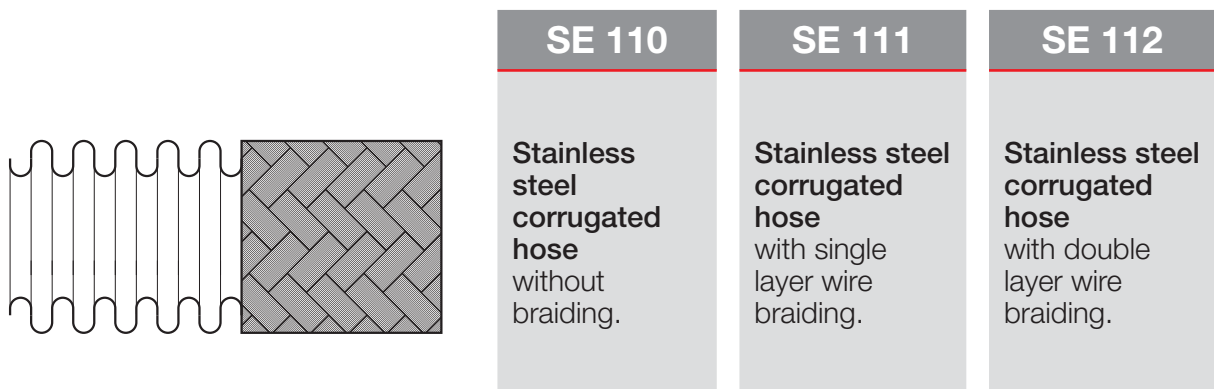 SE 110
Stainless
steel
corrugated
hose
without
braiding.
SE 111
Stainless steel
corrugated
hose
with single
layer wire
braiding.
SE 112
Stainless steel
corrugated
hose
with double
layer wire
braiding.